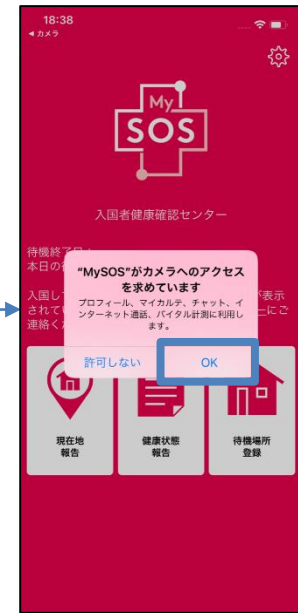 18:38
◀ カメラ
My
SOS
入国者健康確認センター
待機終了日
本日の
入国し
が表示
されて
ーにご
連絡く
"MySOS"がカメラへのアクセス
を求めています
プロフィール、マイカルテ、チャット、イ
ンターネット通話、バイタル計測に利用し
ます。
許可しない
OK
現在地
報告
健康状態
報告
待機場所
登録